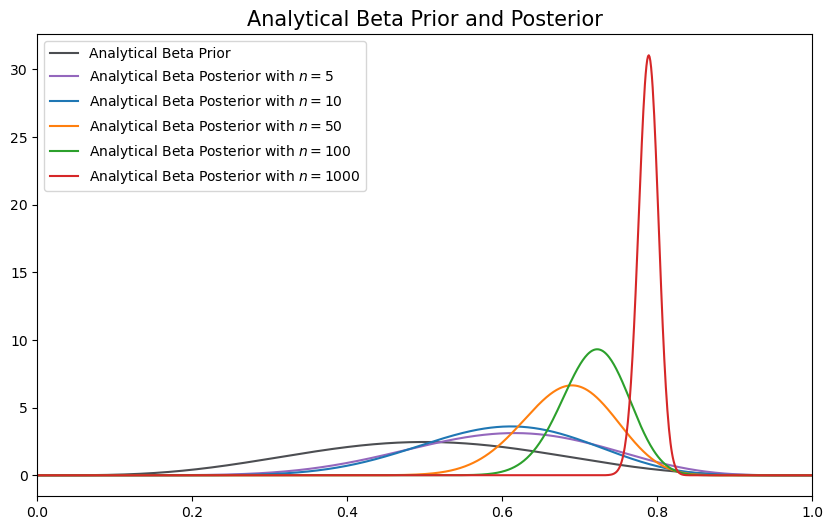 Analytical Beta Prior and Posterior
Analytical Beta Prior
Analytical Beta Posterior with n = 5
Analytical Beta Posterior with n = 10
Analytical Beta Posterior with n = 50
Analytical Beta Posterior with n = 100
Analytical Beta Posterior with n = 1000
30
25
20
15
10
5
0
0.0 0.2 0.4 0.6 0.8 1.0